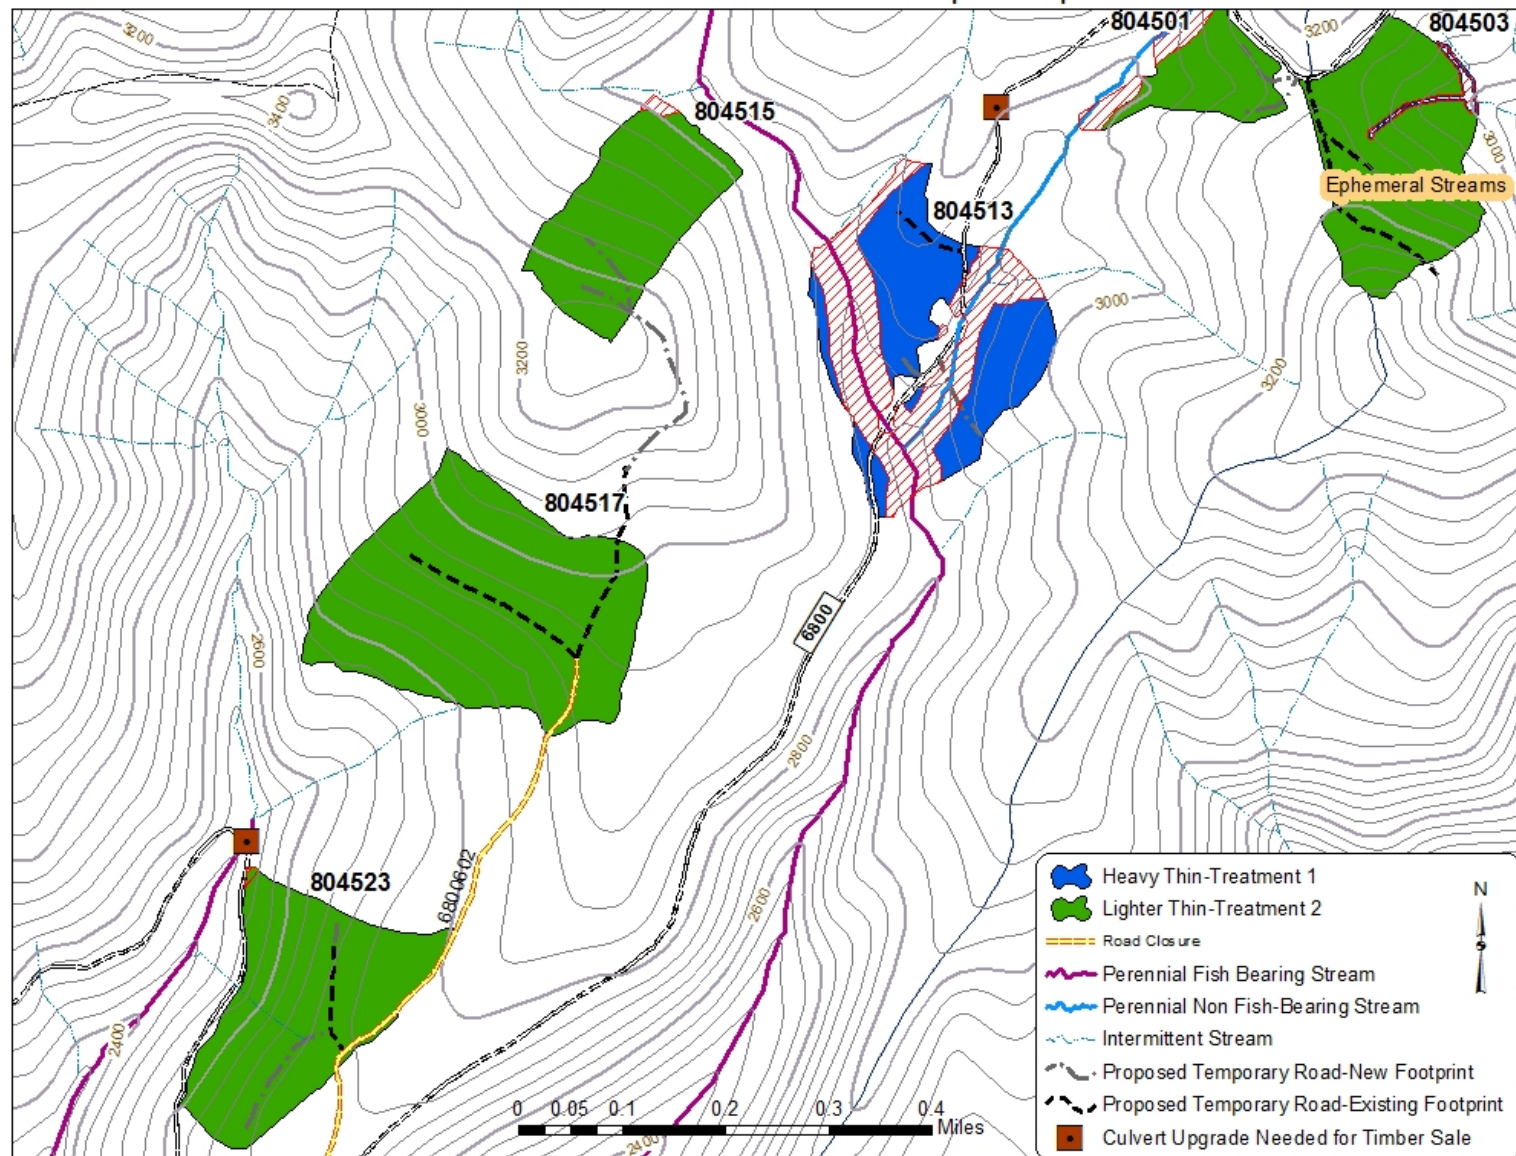 3200
804501
3200
804503
3400
804515
3000
Ephemeral Streams
804513
3000
3200
3200
3000
804517
6800
2600
2800
804523
6800602
2600
2400
Heavy Thin-Treatment 1
Lighter Thin-Treatment 2
Road Closure
Perennial Fish Bearing Stream
Perennial Non Fish-Bearing Stream
Intermittent Stream
Proposed Temporary Road-New Footprint
Proposed Temporary Road-Existing Footprint
Culvert Upgrade Needed for Timber Sale
N
0 0.05 0.1 0.2 0.3 0.4
Miles
2400